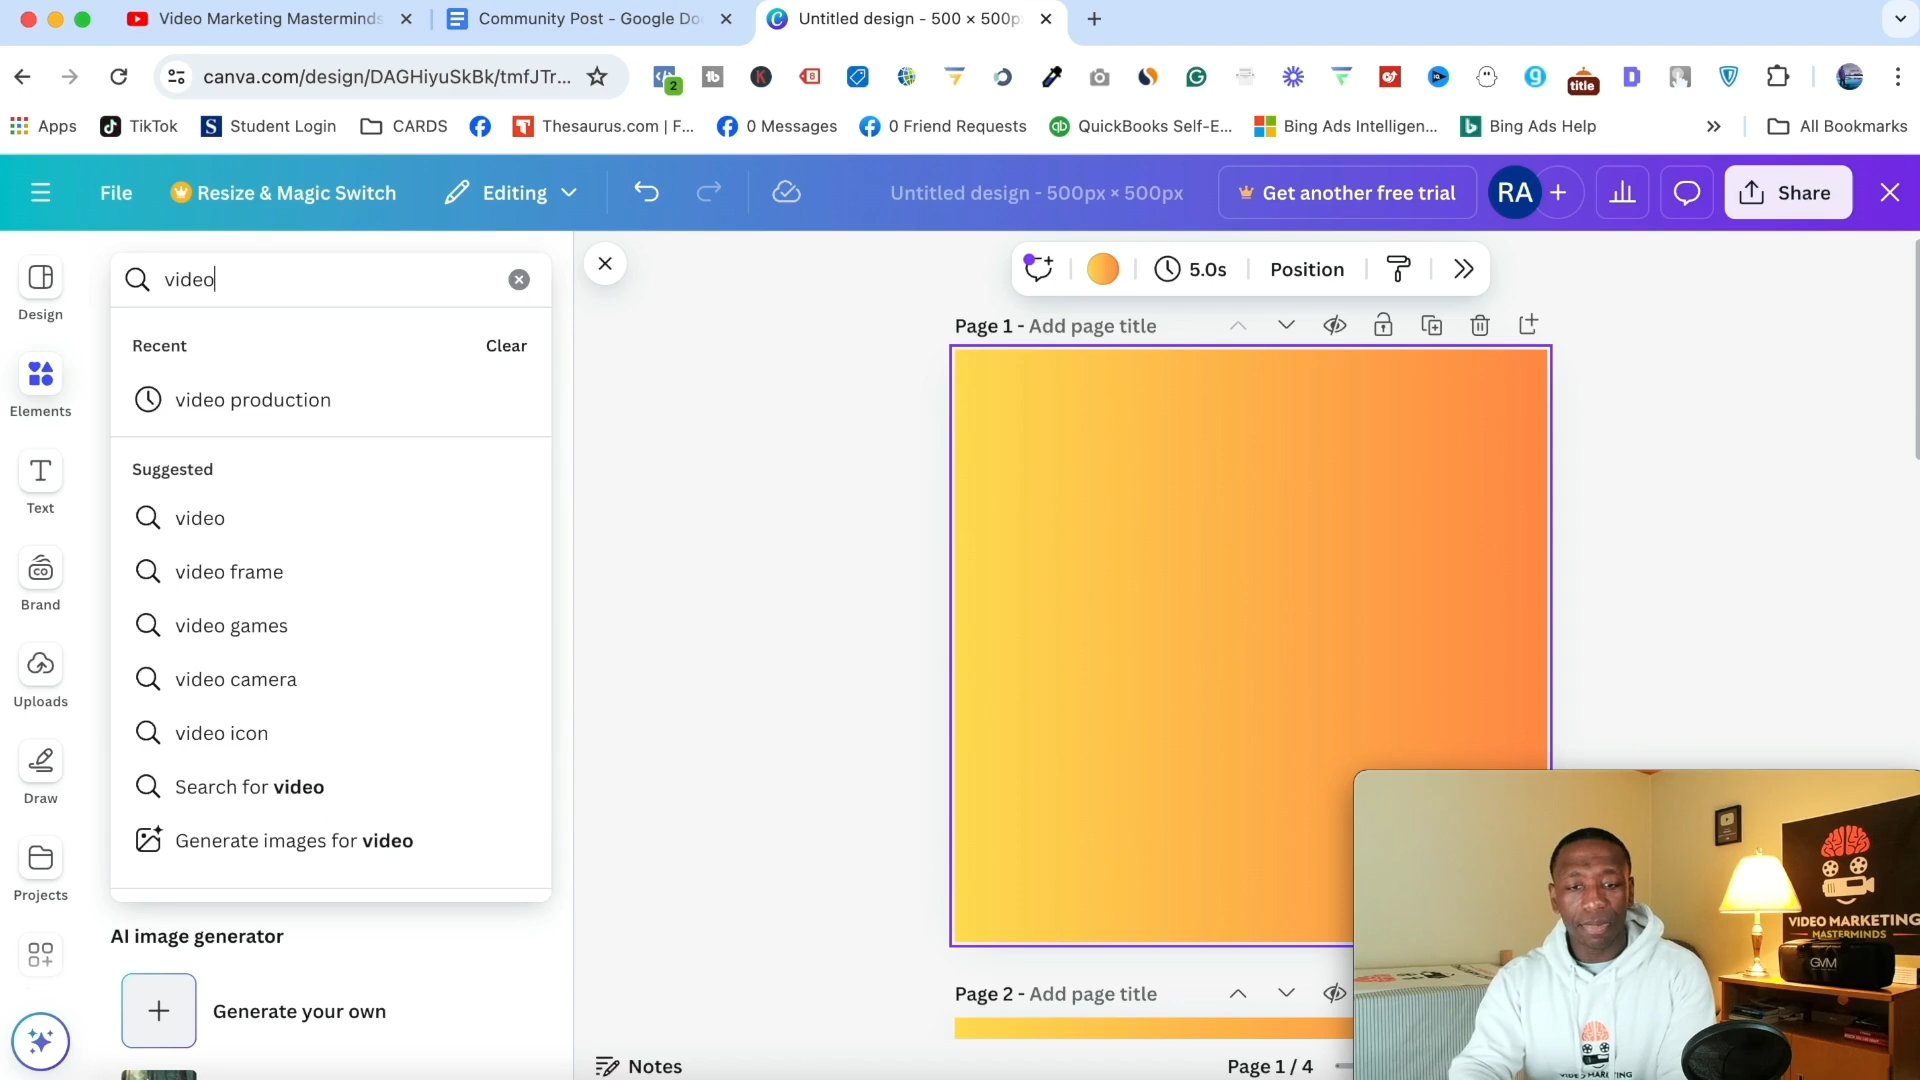 Video Marketing Masterminds
Community Post - Google Do
Untitled design - 500 × 500p
canva.com/design/DAGHiyuSkBk/tmfJTr...
2
title
Apps
TikTok
Student Login
CARDS
Thesaurus.com | F...
0 Messages
0 Friend Requests
QuickBooks Self-E...
Bing Ads Intelligen...
Bing Ads Help
All Bookmarks
File
Resize & Magic Switch
Editing
Untitled design - 500px × 500px
Get another free trial
RA
Share
Design
Elements
Text
Brand
Uploads
Draw
Projects
video
Recent
Clear
video production
Suggested
video
video frame
video games
video camera
video icon
Search for video
Generate images for video
AI image generator
Generate your own
5.0s
Position
Page 1 - Add page title
Page 2 - Add page title
Notes
Page 1 / 4
VIDEO MARKETING
MASTERMINDS
GVM